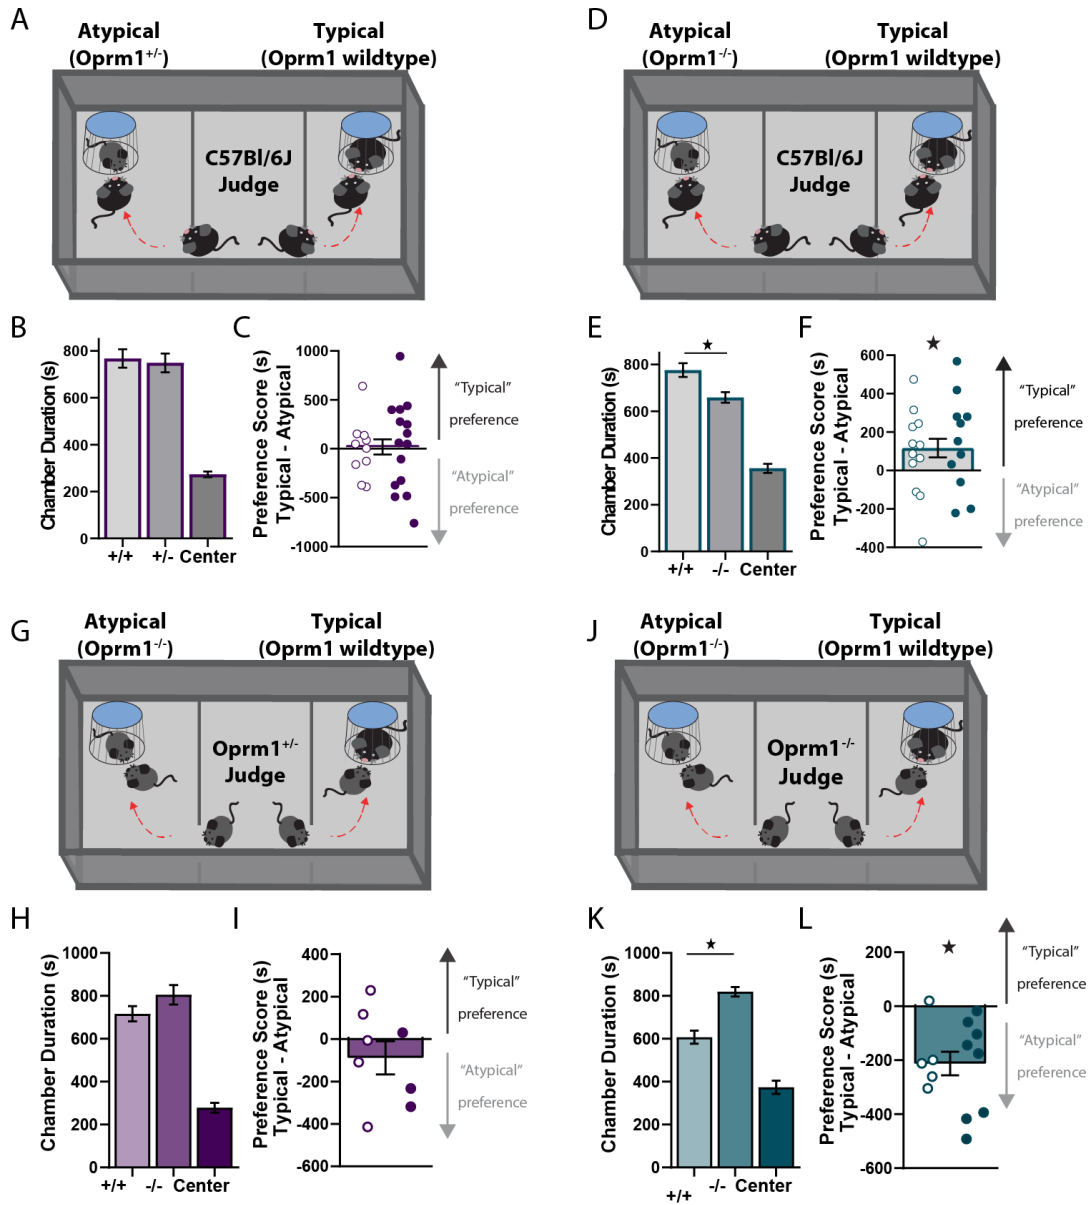 A
Atypical
(Oprm1+/-)
Typical
(Oprm1 wildtype)
C57Bl/6J
Judge
D
Atypical
(Oprm1-/-)
Typical
(Oprm1 wildtype)
C57Bl/6J
Judge
B
Chamber Duration (s)
800
600
400
200
0
+/+
+/-
Center
C
Preference Score (s)
Typical - Atypical
1000
500
0
-500
-1000
“Typical”
preference
“Atypical”
preference
E
Chamber Duration (s)
800
600
400
200
0
★
+/+
-/-
Center
F
Preference Score (s)
Typical - Atypical
600
400
200
0
-200
-400
★
“Typical”
preference
“Atypical”
preference
G
Atypical
(Oprm1-/-)
Typical
(Oprm1 wildtype)
Oprm1+/-
Judge
J
Atypical
(Oprm1-/-)
Typical
(Oprm1 wildtype)
Oprm1-/-
Judge
H
Chamber Duration (s)
1000
800
600
400
200
0
+/+
-/-
Center
I
Preference Score (s)
Typical - Atypical
400
200
0
-200
-400
-600
“Typical”
preference
“Atypical”
preference
K
Chamber Duration (s)
1000
800
600
400
200
0
★
+/+
-/-
Center
L
Preference Score (s)
Typical - Atypical
200
0
-200
-400
-600
★
“Typical”
preference
“Atypical”
preference